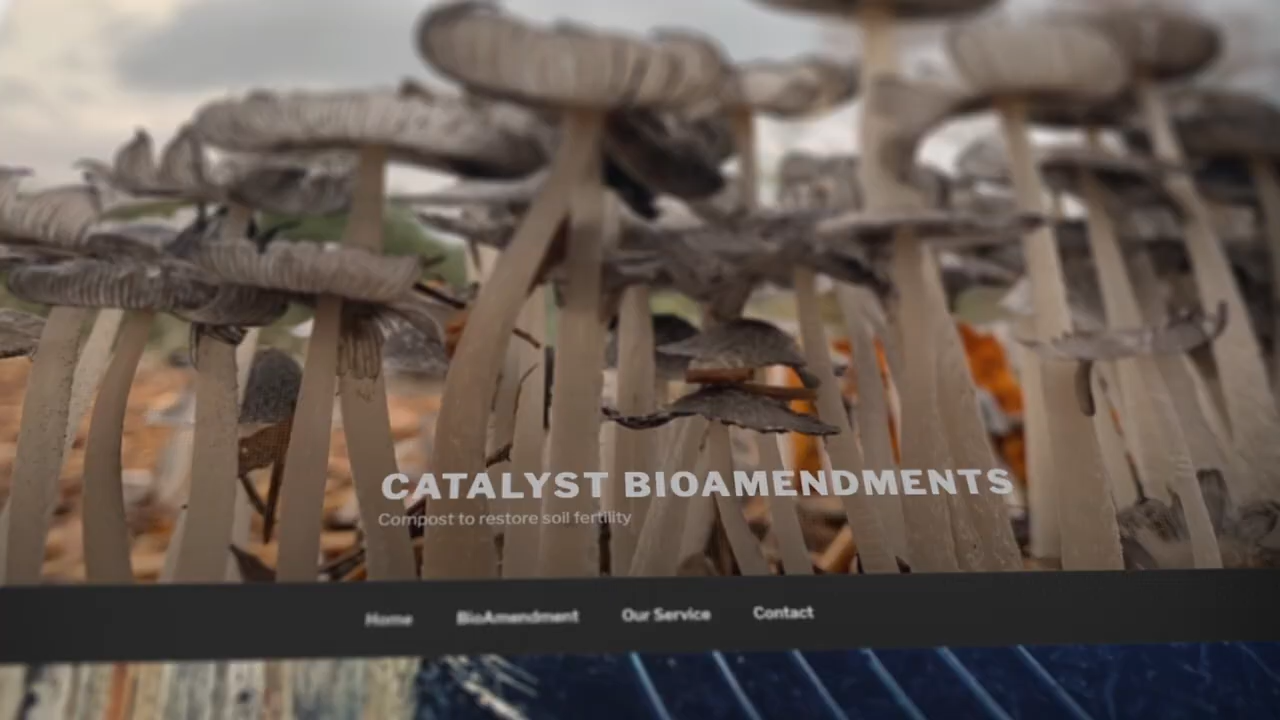 CATALYST BIOAMENDMENTS
Compost to restore soil fertility
Home BioAmendment Our Service Contact